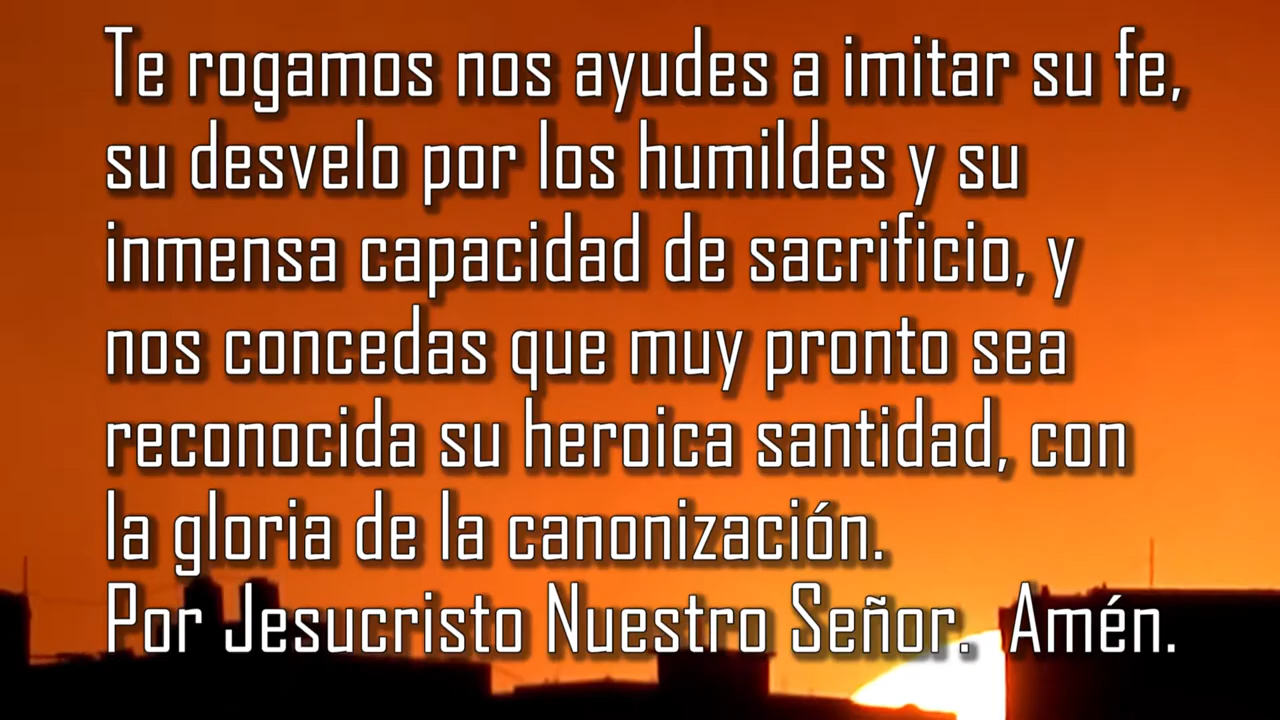 Te rogamos nos ayudes a imitar su fe,
su desvelo por los humildes y su
inmensa capacidad de sacrificio, y
nos concedas que muy pronto sea
reconocida su heroica santidad, con
la gloria de la canonización.
Por Jesucristo Nuestro Señor.  Amén.